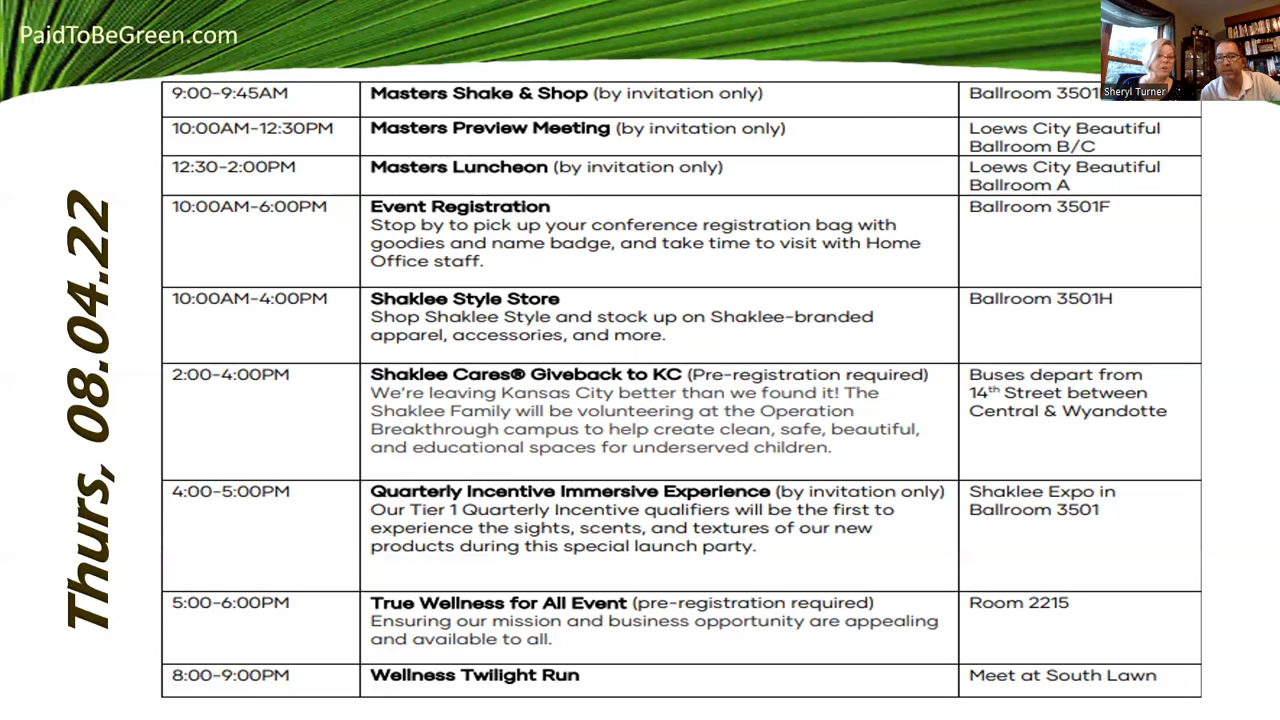 PaidToBeGreen.com
Sheryl Turner
Thurs, 08.04.22
9:00-9:45AM
Masters Shake & Shop (by invitation only)
Ballroom 3501
10:00AM-12:30PM
Masters Preview Meeting (by invitation only)
Loews City Beautiful
Ballroom B/C
12:30-2:00PM
Masters Luncheon (by invitation only)
Loews City Beautiful
Ballroom A
10:00AM-6:00PM
Event Registration
Stop by to pick up your conference registration bag with
goodies and name badge, and take time to visit with Home
Office staff.
Ballroom 3501F
10:00AM-4:00PM
Shaklee Style Store
Shop Shaklee Style and stock up on Shaklee-branded
apparel, accessories, and more.
Ballroom 3501H
2:00-4:00PM
Shaklee Cares® Giveback to KC (Pre-registration required)
We're leaving Kansas City better than we found it! The
Shaklee Family will be volunteering at the Operation
Breakthrough campus to help create clean, safe, beautiful,
and educational spaces for underserved children.
Buses depart from
14th Street between
Central & Wyandotte
4:00-5:00PM
Quarterly Incentive Immersive Experience (by invitation only)
Our Tier 1 Quarterly Incentive qualifiers will be the first to
experience the sights, scents, and textures of our new
products during this special launch party.
Shaklee Expo in
Ballroom 3501
5:00-6:00PM
True Wellness for All Event (pre-registration required)
Ensuring our mission and business opportunity are appealing
and available to all.
Room 2215
8:00-9:00PM
Wellness Twilight Run
Meet at South Lawn